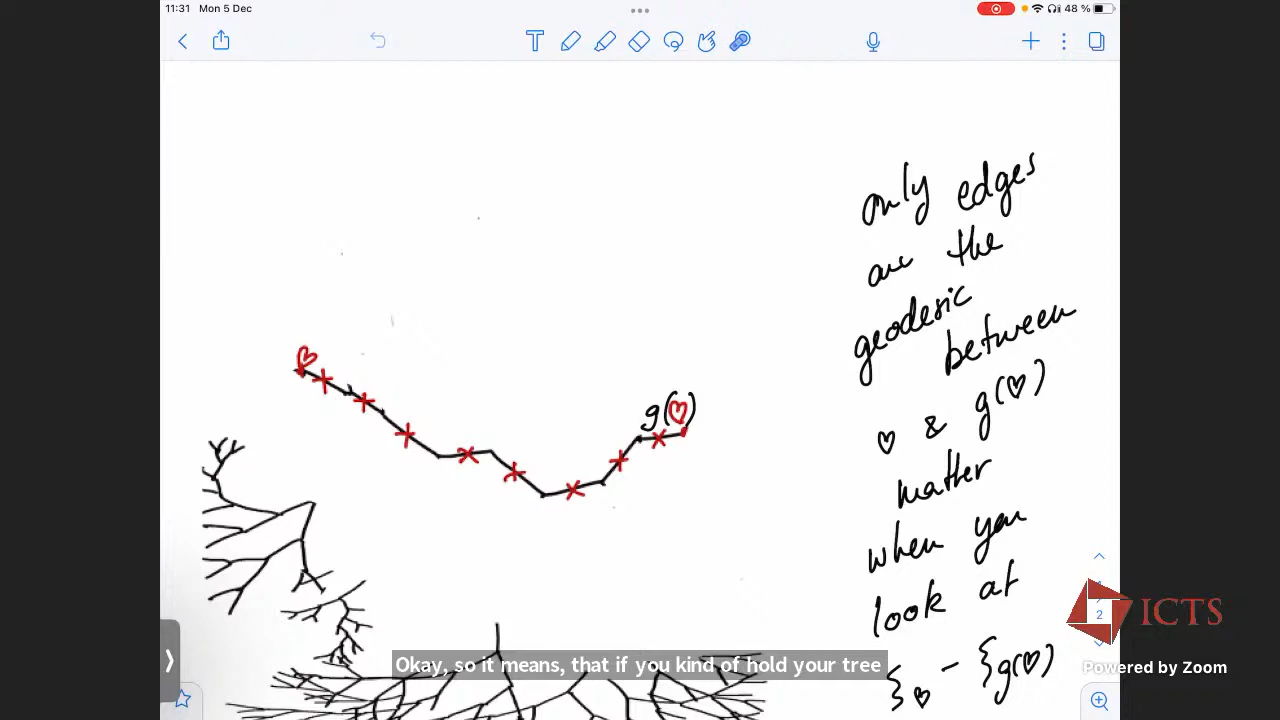 11:31 Mon 5 Dec
48 %
only edges
are the
geodesic
between
♡ & g(♡)
matter
when you
look at
ξ♡ - ξg(♡)
♡
g(♡)
2
ICTS
Powered by Zoom
Okay, so it means, that if you kind of hold your tree